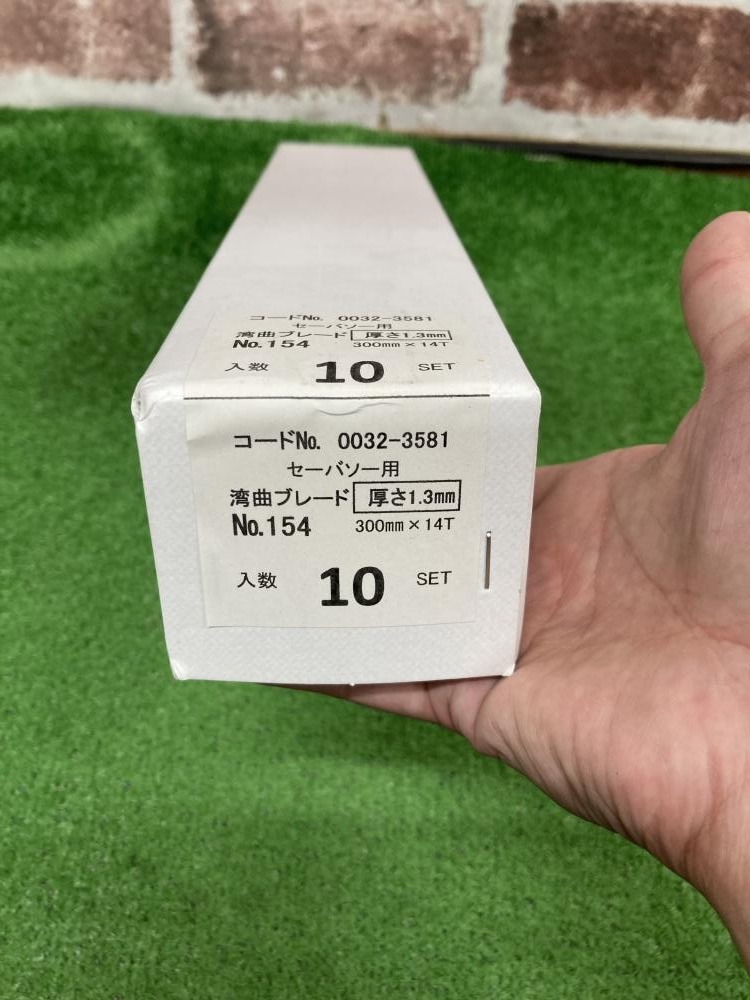 コードNo. 0032-3581
セーバソー用
湾曲ブレード 厚さ1.3mm
No.154 300mm×14T
入数 10 SET
コードNo. 0032-3581
セーバソー用
湾曲ブレード 厚さ1.3mm
No.154 300mm×14T
入数 10 SET